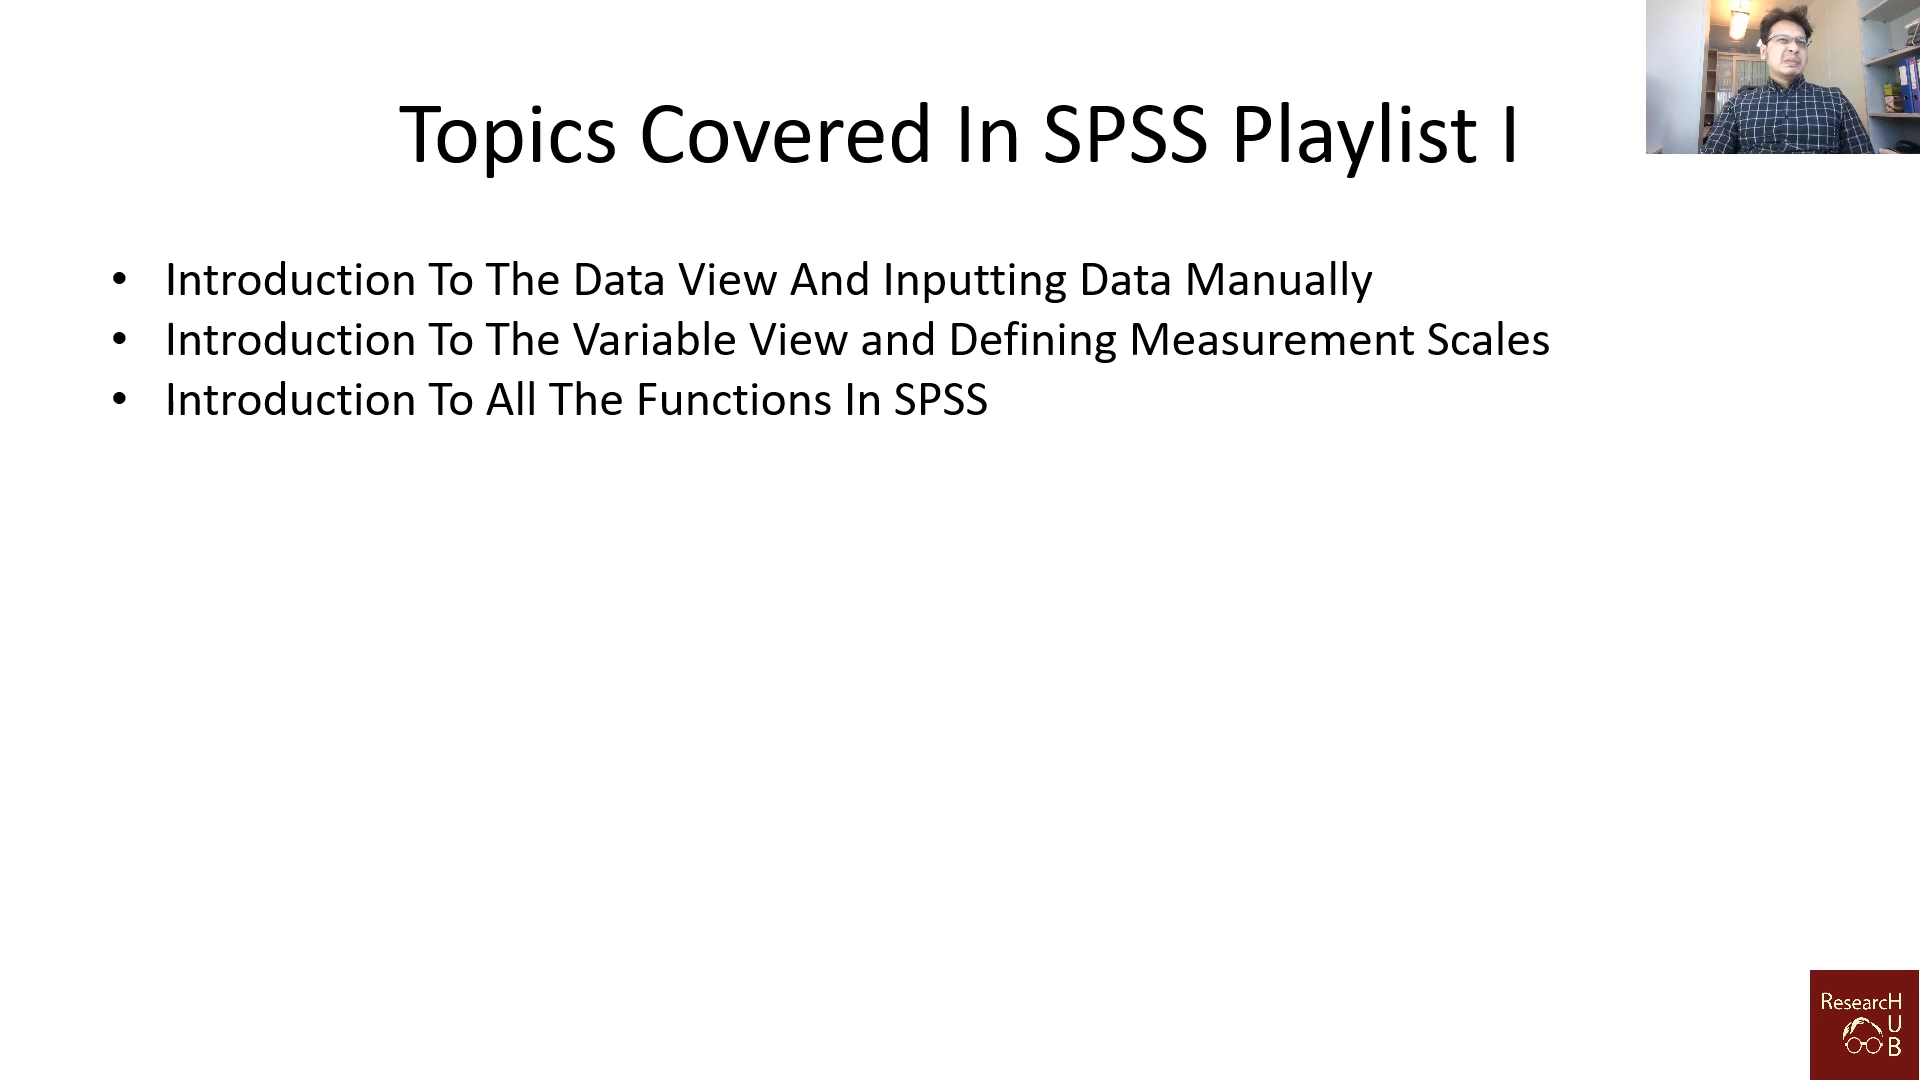 Topics Covered In SPSS Playlist I
• Introduction To The Data View And Inputting Data Manually
• Introduction To The Variable View and Defining Measurement Scales
• Introduction To All The Functions In SPSS
ResearcH
U
B